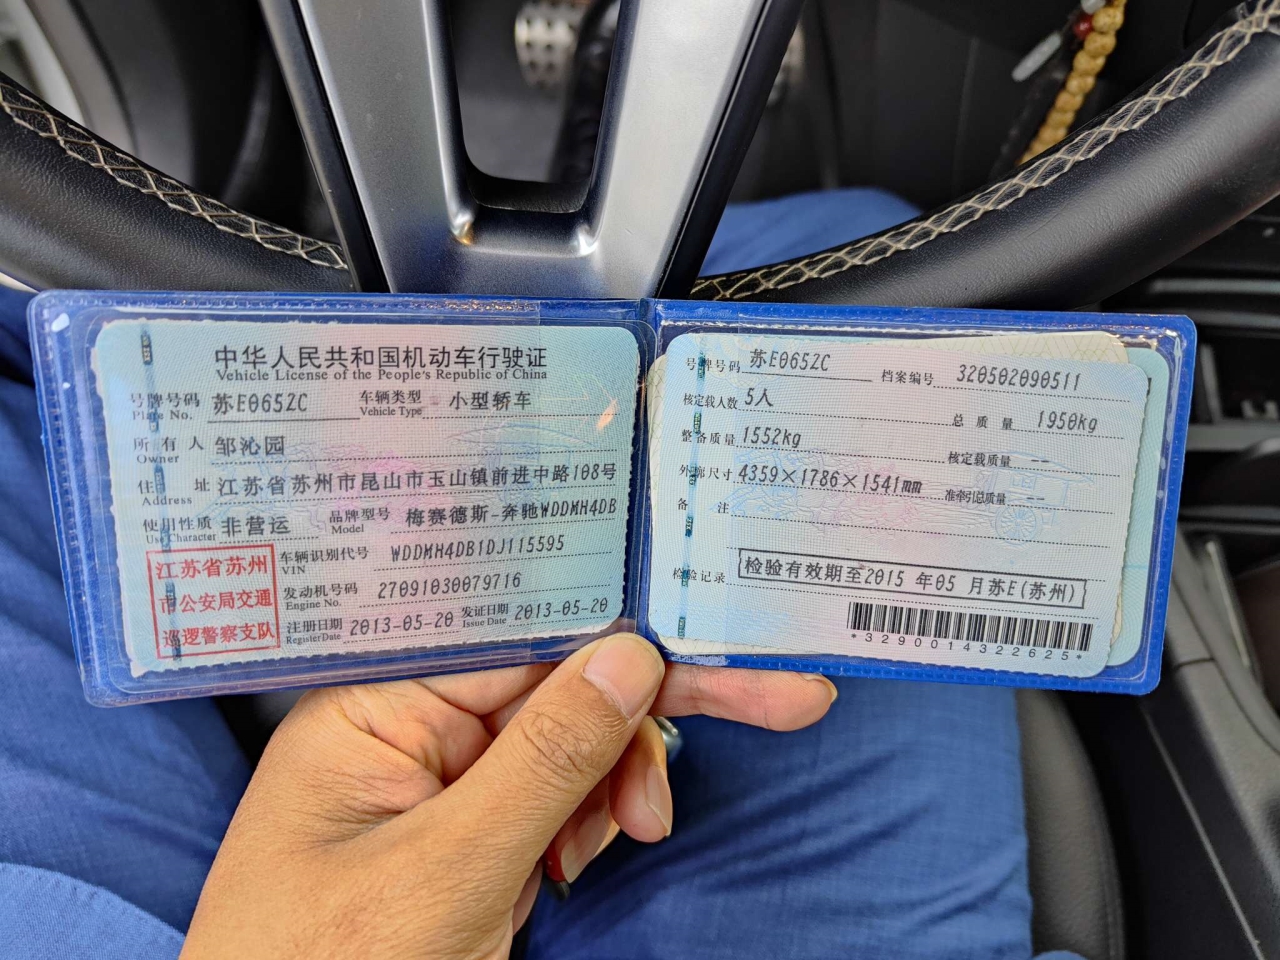 中华人民共和国机动车行驶证
Vehicle License of the People's Republic of China
号牌号码 苏E0652C 车辆类型 小型轿车
Plate No. Vehicle Type
所有人 邹沁园
Owner
住址 江苏省苏州市昆山市玉山镇前进中路108号
Address
使用性质 非营运 品牌型号 梅赛德斯-奔驰WDDMH4DB
Use Character Model
江苏省苏州
市公安局交通
巡逻警察支队
车辆识别代号 WDDMH4DB1DJ115595
VIN
发动机号码 27091030079716
Engine No.
注册日期 2013-05-20 发证日期 2013-05-20
Register Date Issue Date
号牌号码 苏E0652C 档案编号 320502090511
核定载人数 5人 总质量 1950kg
整备质量 1552kg 核定载质量 --
外廓尺寸 4359×1786×1541mm 准牵引总质量 --
备注
检验记录 检验有效期至2015 年05 月苏E(苏州)
*3290014322625*